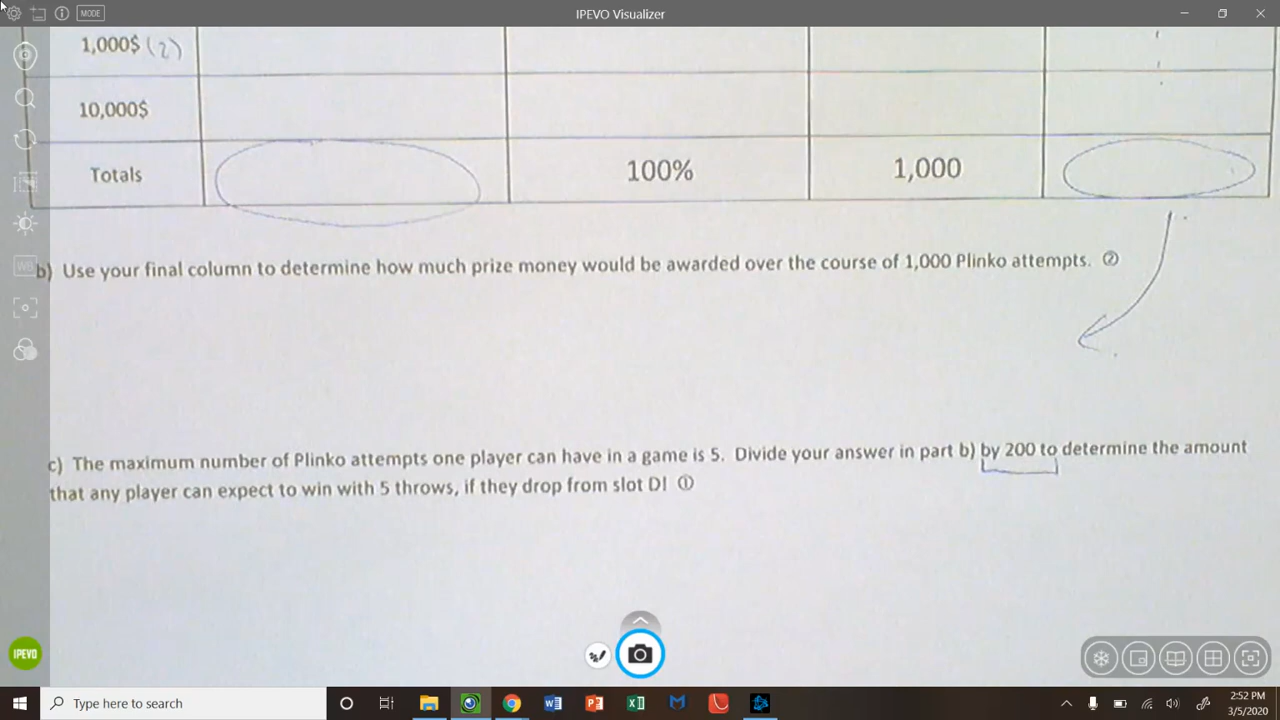 MODE
IPEVO Visualizer
1,000$ (2)
10,000$
Totals 100% 1,000
b) Use your final column to determine how much prize money would be awarded over the course of 1,000 Plinko attempts. ②
c) The maximum number of Plinko attempts one player can have in a game is 5. Divide your answer in part b) by 200 to determine the amount
that any player can expect to win with 5 throws, if they drop from slot D! ①
WB
IPEVO
Type here to search
2:52 PM
3/5/2020